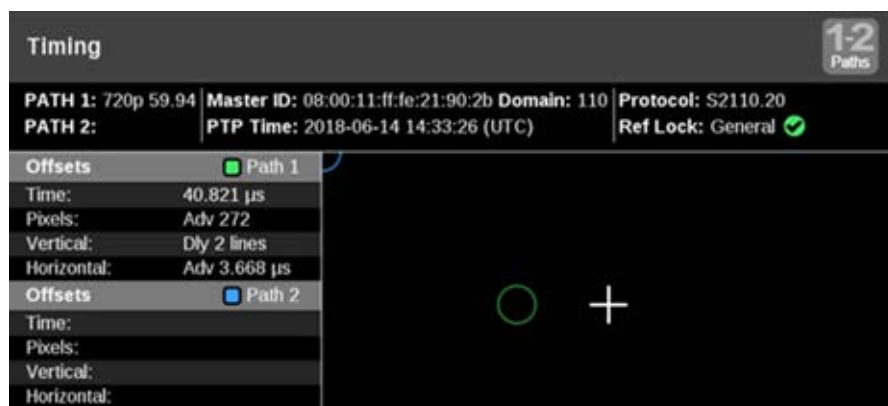 Timing
1-2
Paths
PATH 1: 720p 59.94 Master ID: 08:00:11:ff:fe:21:90:2b Domain: 110 Protocol: S2110.20
PATH 2: PTP Time: 2018-06-14 14:33:26 (UTC) Ref Lock: General
Offsets Path 1
Time: 40.821 µs
Pixels: Adv 272
Vertical: Dly 2 lines
Horizontal: Adv 3.668 µs
Offsets Path 2
Time:
Pixels:
Vertical:
Horizontal: